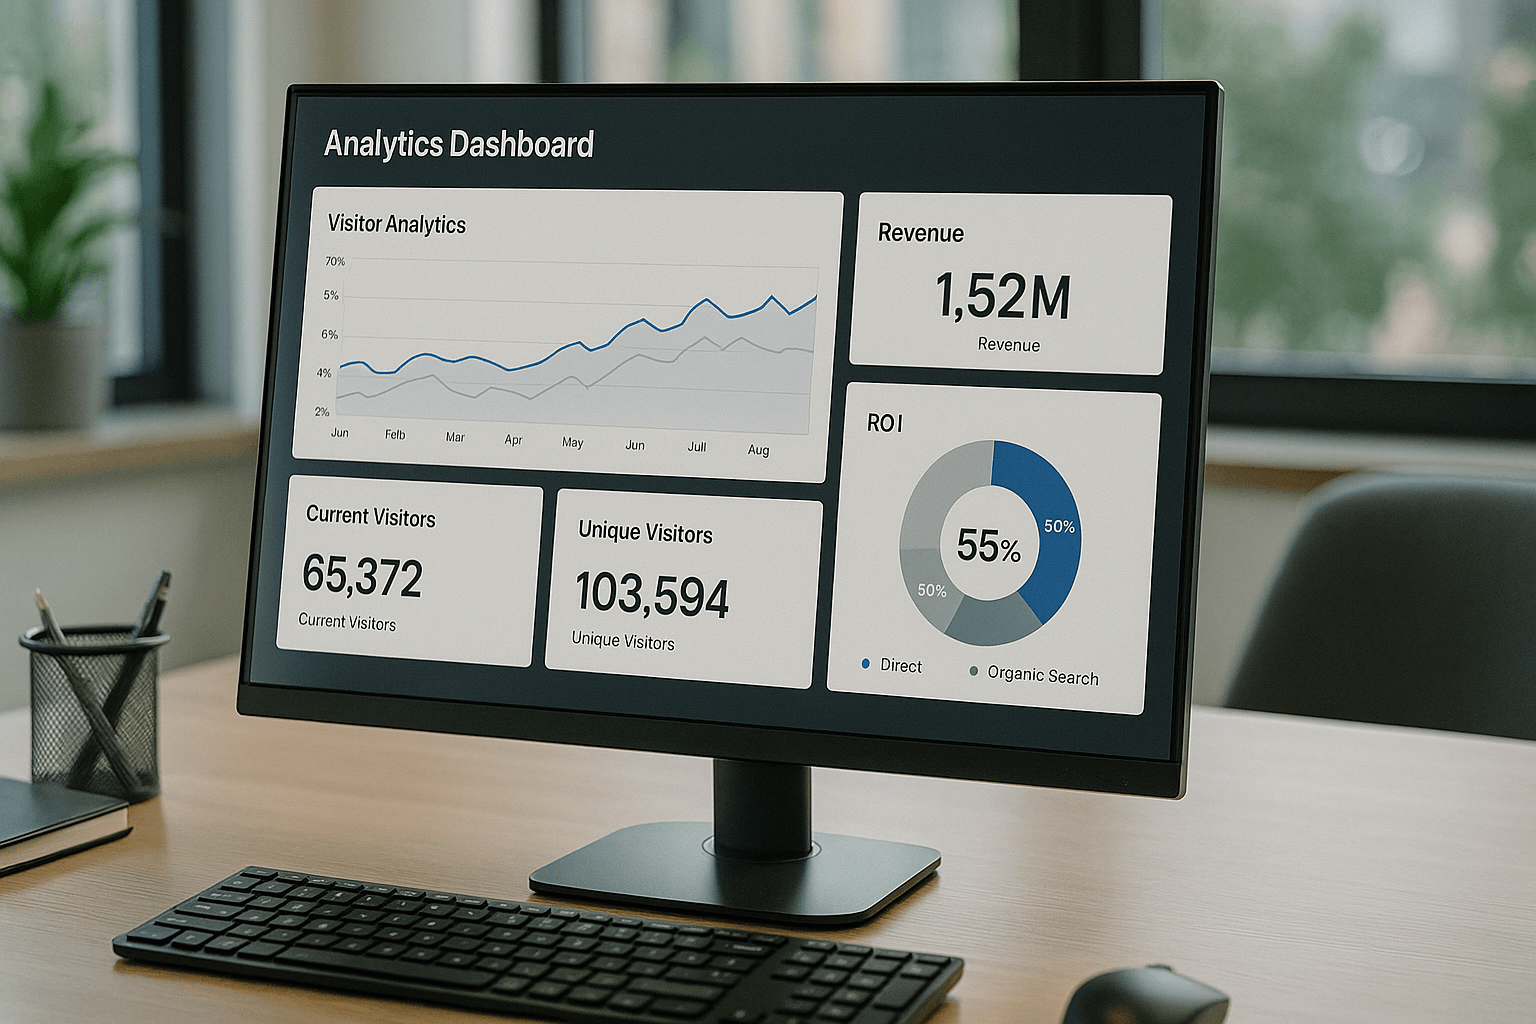 Analytics Dashboard
Visitor Analytics
70%
5%
6%
4%
2%
Jun Felb Mar Apr May Jun Jull Aug
Revenue
1,52M
Revenue
ROI
50%
55%
50%
Direct Organic Search
Current Visitors
65,372
Current Visitors
Unique Visitors
103,594
Unique Visitors